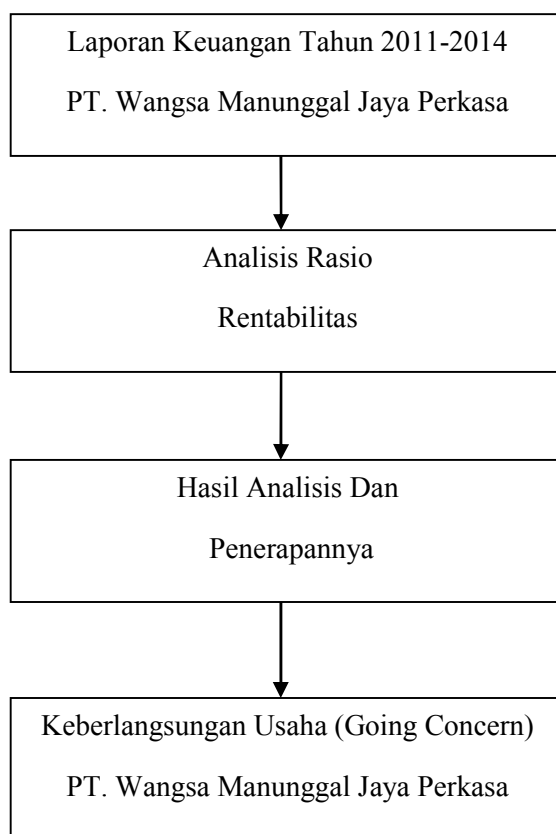 Laporan Keuangan Tahun 2011-2014
PT. Wangsa Manunggal Jaya Perkasa
Analisis Rasio
Rentabilitas
Hasil Analisis Dan
Penerapannya
Keberlangsungan Usaha (Going Concern)
PT. Wangsa Manunggal Jaya Perkasa